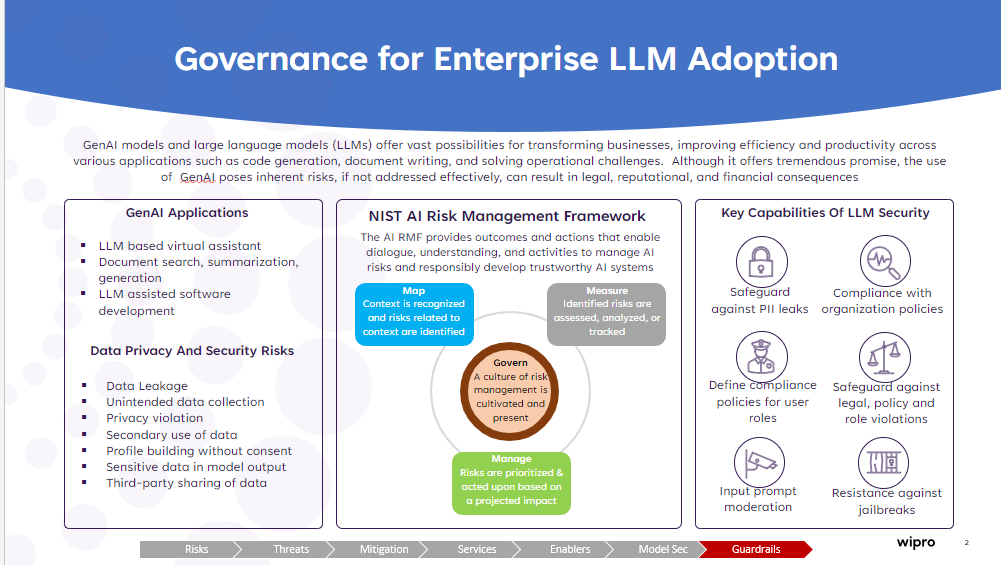 Governance for Enterprise LLM Adoption
GenAI models and large language models (LLMs) offer vast possibilities for transforming businesses, improving efficiency and productivity across
various applications such as code generation, document writing, and solving operational challenges. Although it offers tremendous promise, the use
of GenAI poses inherent risks, if not addressed effectively, can result in legal, reputational, and financial consequences
GenAI Applications
▪ LLM based virtual assistant
▪ Document search, summarization,
generation
▪ LLM assisted software
development
Data Privacy And Security Risks
▪ Data Leakage
▪ Unintended data collection
▪ Privacy violation
▪ Secondary use of data
▪ Profile building without consent
▪ Sensitive data in model output
▪ Third-party sharing of data
NIST AI Risk Management Framework
The AI RMF provides outcomes and actions that enable
dialogue, understanding, and activities to manage AI
risks and responsibly develop trustworthy AI systems
Map
Context is recognized
and risks related to
context are identified
Measure
Identified risks are
assessed, analyzed, or
tracked
Govern
A culture of risk
management is
cultivated and
present
Manage
Risks are prioritized &
acted upon based on
a projected impact
Key Capabilities Of LLM Security
Safeguard
against PII leaks
Compliance with
organization policies
Define compliance
policies for user
roles
Safeguard against
legal, policy and
role violations
Input prompt
moderation
Resistance against
jailbreaks
Risks
Threats
Mitigation
Services
Enablers
Model Sec
Guardrails
wipro
2